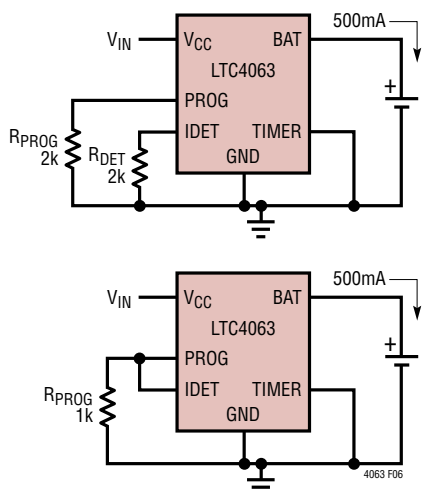 500mA
VIN VCC BAT
LTC4063
+
PROG
RPROG
2k
IDET TIMER
RDET
2k
GND
500mA
VIN VCC BAT
LTC4063
+
PROG
IDET TIMER
RPROG
1k
GND
4063 F06